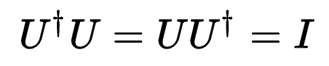 U†U = UU† = I